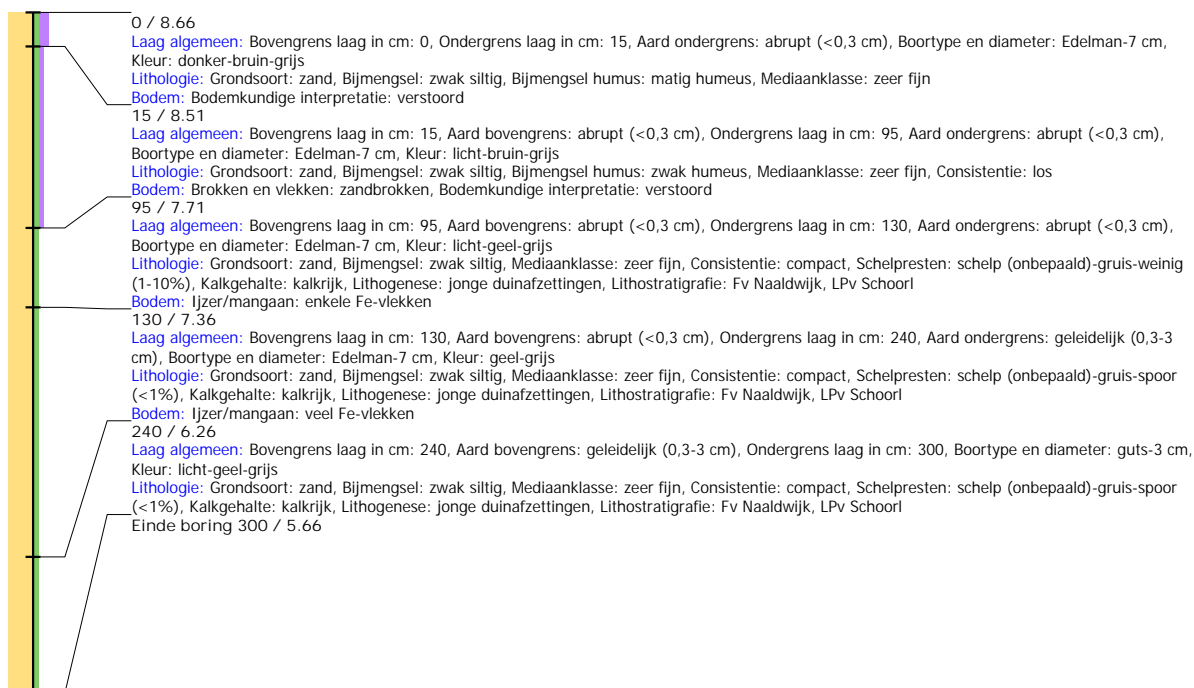 0 / 8.66
Laag algemeen: Bovengrens laag in cm: 0, Ondergrens laag in cm: 15, Aard ondergrens: abrupt (<0,3 cm), Boortype en diameter: Edelman-7 cm,
Kleur: donker-bruin-grijs
Lithologie: Grondsoort: zand, Bijmengsel: zwak siltig, Bijmengsel humus: matig humeus, Mediaanklasse: zeer fijn
Bodem: Bodemkundige interpretatie: verstoord
15 / 8.51
Laag algemeen: Bovengrens laag in cm: 15, Aard bovengrens: abrupt (<0,3 cm), Ondergrens laag in cm: 95, Aard ondergrens: abrupt (<0,3 cm),
Boortype en diameter: Edelman-7 cm, Kleur: licht-bruin-grijs
Lithologie: Grondsoort: zand, Bijmengsel: zwak siltig, Bijmengsel humus: zwak humeus, Mediaanklasse: zeer fijn, Consistentie: los
Bodem: Brokken en vlekken: zandbrokken, Bodemkundige interpretatie: verstoord
95 / 7.71
Laag algemeen: Bovengrens laag in cm: 95, Aard bovengrens: abrupt (<0,3 cm), Ondergrens laag in cm: 130, Aard ondergrens: abrupt (<0,3 cm),
Boortype en diameter: Edelman-7 cm, Kleur: licht-geel-grijs
Lithologie: Grondsoort: zand, Bijmengsel: zwak siltig, Mediaanklasse: zeer fijn, Consistentie: compact, Schelpresten: schelp (onbepaald)-gruis-weinig
(1-10%), Kalkgehalte: kalkrijk, Lithogenese: jonge duinafzettingen, Lithostratigrafie: Fv Naaldwijk, LPv Schoorl
Bodem: Ijzer/mangaan: enkele Fe-vlekken
130 / 7.36
Laag algemeen: Bovengrens laag in cm: 130, Aard bovengrens: abrupt (<0,3 cm), Ondergrens laag in cm: 240, Aard ondergrens: geleidelijk (0,3-3
cm), Boortype en diameter: Edelman-7 cm, Kleur: geel-grijs
Lithologie: Grondsoort: zand, Bijmengsel: zwak siltig, Mediaanklasse: zeer fijn, Consistentie: compact, Schelpresten: schelp (onbepaald)-gruis-spoor
(<1%), Kalkgehalte: kalkrijk, Lithogenese: jonge duinafzettingen, Lithostratigrafie: Fv Naaldwijk, LPv Schoorl
Bodem: Ijzer/mangaan: veel Fe-vlekken
240 / 6.26
Laag algemeen: Bovengrens laag in cm: 240, Aard bovengrens: geleidelijk (0,3-3 cm), Ondergrens laag in cm: 300, Boortype en diameter: guts-3 cm,
Kleur: licht-geel-grijs
Lithologie: Grondsoort: zand, Bijmengsel: zwak siltig, Mediaanklasse: zeer fijn, Consistentie: compact, Schelpresten: schelp (onbepaald)-gruis-spoor
(<1%), Kalkgehalte: kalkrijk, Lithogenese: jonge duinafzettingen, Lithostratigrafie: Fv Naaldwijk, LPv Schoorl
Einde boring 300 / 5.66